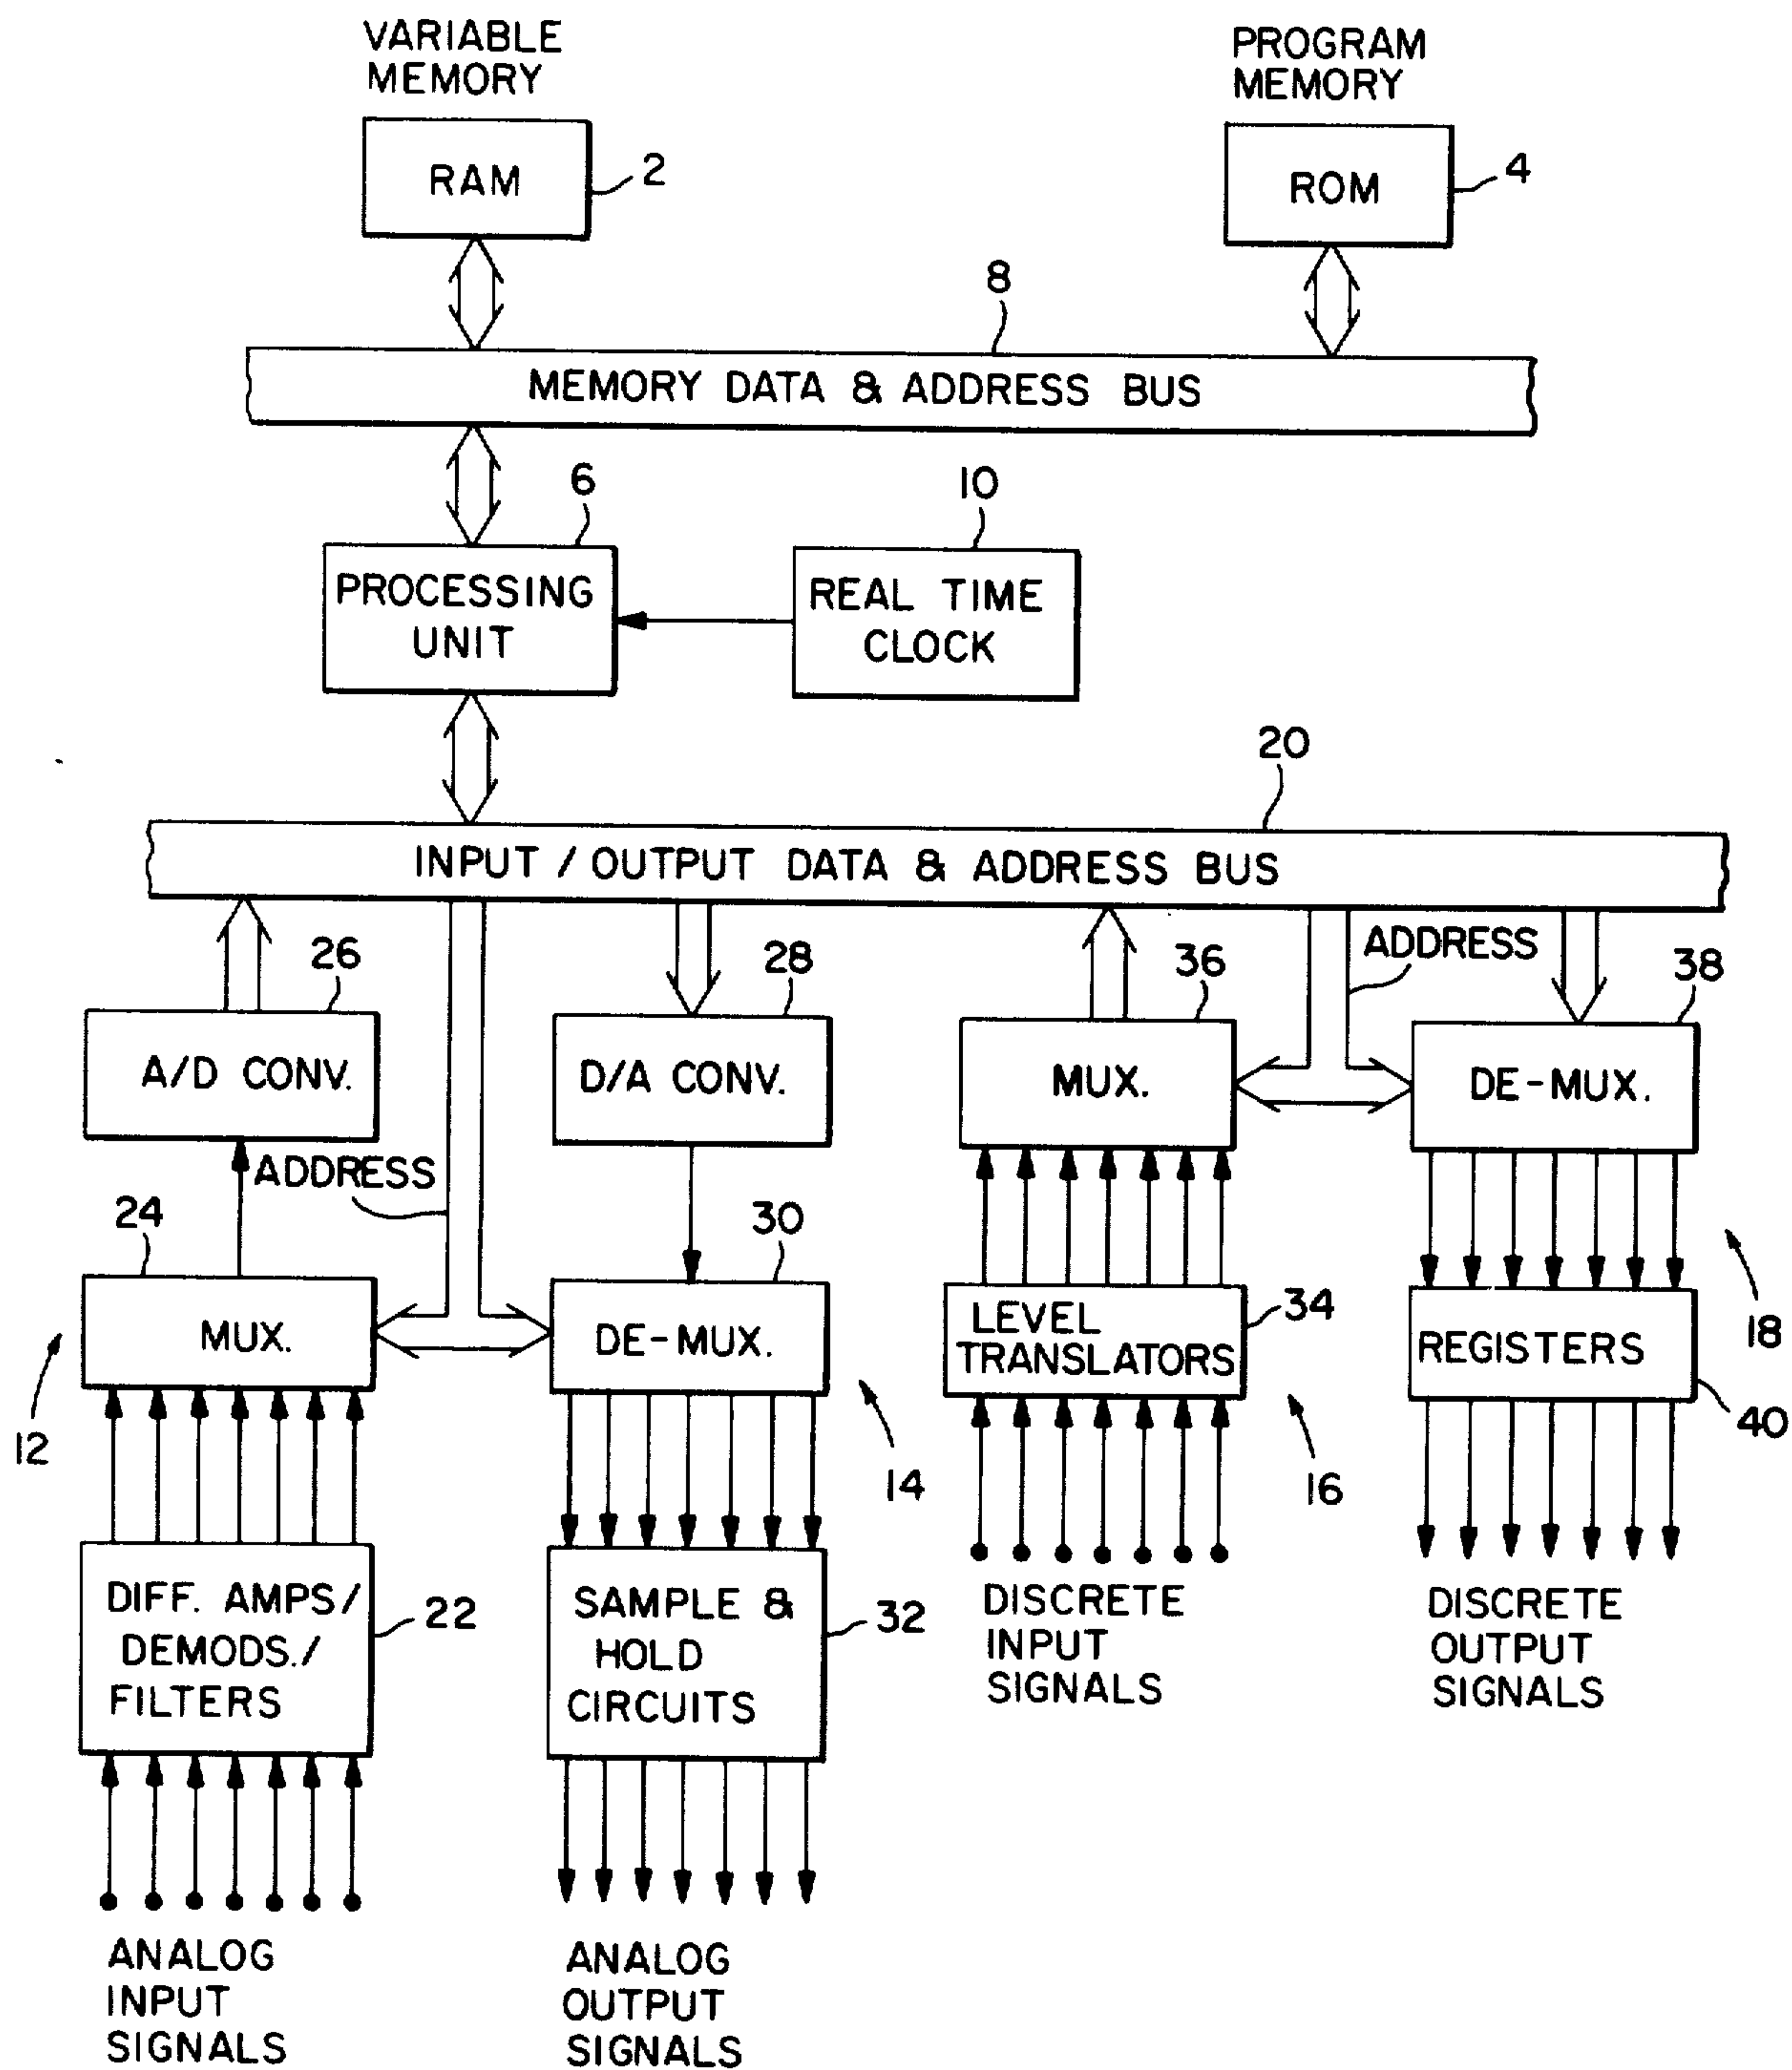 VARIABLE
MEMORY
PROGRAM
MEMORY
RAM
2
ROM
4
8
MEMORY DATA & ADDRESS BUS
6
10
PROCESSING
UNIT
REAL TIME
CLOCK
20
INPUT / OUTPUT DATA & ADDRESS BUS
26
28
36
ADDRESS
38
A/D CONV.
D/A CONV.
MUX.
DE-MUX.
ADDRESS
24
30
18
MUX.
DE-MUX.
LEVEL
TRANSLATORS
34
REGISTERS
12
14
16
40
DIFF. AMPS/
DEMODS./
FILTERS
22
SAMPLE &
HOLD
CIRCUITS
32
DISCRETE
INPUT
SIGNALS
DISCRETE
OUTPUT
SIGNALS
ANALOG
INPUT
SIGNALS
ANALOG
OUTPUT
SIGNALS